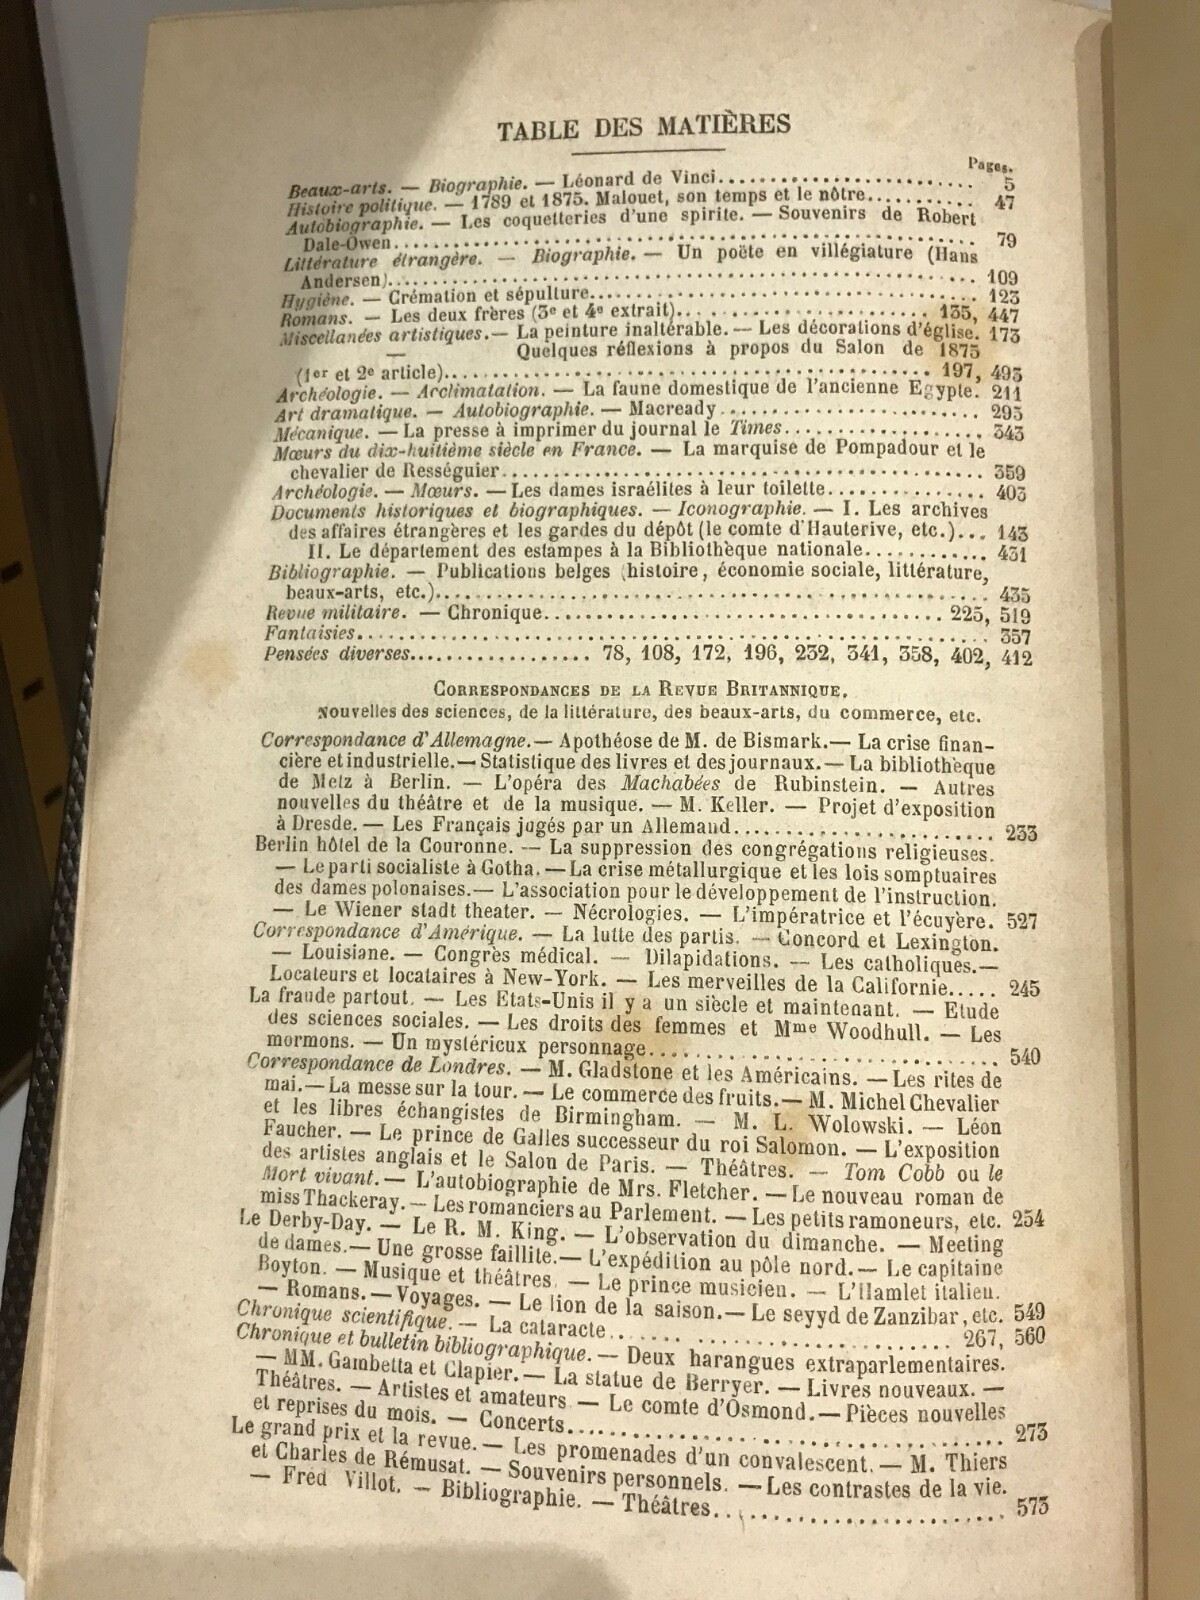 TABLE DES MATIÈRES
Pages.
Beaux-arts. — Biographie. — Léonard de Vinci........................ 5
Histoire politique. — 1789 et 1875. Malouet, son temps et le nôtre........... 47
Autobiographie. — Les coquetteries d'une spirite. — Souvenirs de Robert
Dale-Owen........................................ 79
Littérature étrangère. — Biographie. — Un poëte en villégiature (Hans
Andersen)........................................ 109
Hygiène. — Crémation et sépulture........................ 123
Romans. — Les deux frères (3e et 4e extrait)........................ 135, 447
Miscellanées artistiques. — La peinture inaltérable. — Les décorations d'église. 173
— Quelques réflexions à propos du Salon de 1875
(1er et 2e article)........................................ 197, 493
Archéologie. — Acclimatation. — La faune domestique de l'ancienne Egypte. 211
Art dramatique. — Autobiographie. — Macready........................ 295
Mécanique. — La presse à imprimer du journal le Times.................... 343
Mœurs du dix-huitième siècle en France. — La marquise de Pompadour et le
chevalier de Rességuier........................................ 359
Archéologie. — Mœurs. — Les dames israélites à leur toilette............... 403
Documents historiques et biographiques. — Iconographie. — I. Les archives
des affaires étrangères et les gardes du dépôt (le comte d'Hauterive, etc.)... 143
II. Le département des estampes à la Bibliothèque nationale............ 431
Bibliographie. — Publications belges (histoire, économie sociale, littérature,
beaux-arts, etc.)........................................ 435
Revue militaire. — Chronique........................................ 225, 519
Fantaisies........................................ 357
Pensées diverses.................. 78, 108, 172, 196, 232, 341, 358, 402, 412
CORRESPONDANCES DE LA REVUE BRITANNIQUE.
Nouvelles des sciences, de la littérature, des beaux-arts, du commerce, etc.
Correspondance d'Allemagne. — Apothéose de M. de Bismark. — La crise finan-
cière et industrielle. — Statistique des livres et des journaux. — La bibliothèque
de Metz à Berlin. — L'opéra des Machabées de Rubinstein. — Autres
nouvelles du théâtre et de la musique. — M. Keller. — Projet d'exposition
à Dresde. — Les Français jugés par un Allemand........................ 233
Berlin hôtel de la Couronne. — La suppression des congrégations religieuses.
— Le parti socialiste à Gotha. — La crise métallurgique et les lois somptuaires
des dames polonaises. — L'association pour le développement de l'instruction.
— Le Wiener stadt theater. — Nécrologies. — L'impératrice et l'écuyère. 527
Correspondance d'Amérique. — La lutte des partis. — Concord et Lexington.
— Louisiane. — Congrès médical. — Dilapidations. — Les catholiques. —
Locateurs et locataires à New-York. — Les merveilles de la Californie..... 245
La fraude partout. — Les Etats-Unis il y a un siècle et maintenant. — Etude
des sciences sociales. — Les droits des femmes et Mme Woodhull. — Les
mormons. — Un mystérieux personnage........................ 540
Correspondance de Londres. — M. Gladstone et les Américains. — Les rites de
mai. — La messe sur la tour. — Le commerce des fruits. — M. Michel Chevalier
et les libres échangistes de Birmingham. — M. L. Wolowski. — Léon
Faucher. — Le prince de Galles successeur du roi Salomon. — L'exposition
des artistes anglais et le Salon de Paris. — Théâtres. — Tom Cobb ou le
Mort vivant. — L'autobiographie de Mrs. Fletcher. — Le nouveau roman de
miss Thackeray. — Les romanciers au Parlement. — Les petits ramoneurs, etc. 254
Le Derby-Day. — Le R. M. King. — L'observation du dimanche. — Meeting
de dames. — Une grosse faillite. — L'expédition au pôle nord. — Le capitaine
Boyton. — Musique et théâtres. — Le prince musicien. — L'Hamlet italien.
— Romans. — Voyages. — Le lion de la saison. — Le seyyd de Zanzibar, etc. 549
Chronique scientifique. — La cataracte........................ 267, 560
Chronique et bulletin bibliographique. — Deux harangues extraparlementaires.
— MM. Gambetta et Clapier. — La statue de Berryer. — Livres nouveaux. —
Théâtres. — Artistes et amateurs. — Le comte d'Osmond. — Pièces nouvelles
et reprises du mois. — Concerts........................................ 273
Le grand prix et la revue. — Les promenades d'un convalescent. — M. Thiers
et Charles de Rémusat. — Souvenirs personnels. — Les contrastes de la vie.
— Fréd Villot. — Bibliographie. — Théâtres........................ 573